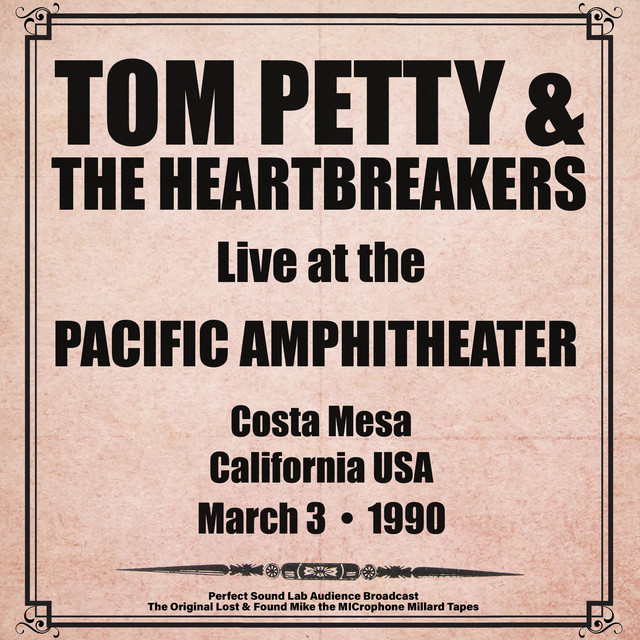 TOM PETTY &
THE HEARTBREAKERS
Live at the
PACIFIC AMPHITHEATER
Costa Mesa
California USA
March 3 • 1990
Perfect Sound Lab Audience Broadcast
The Original Lost & Found Mike the MICrophone Millard Tapes